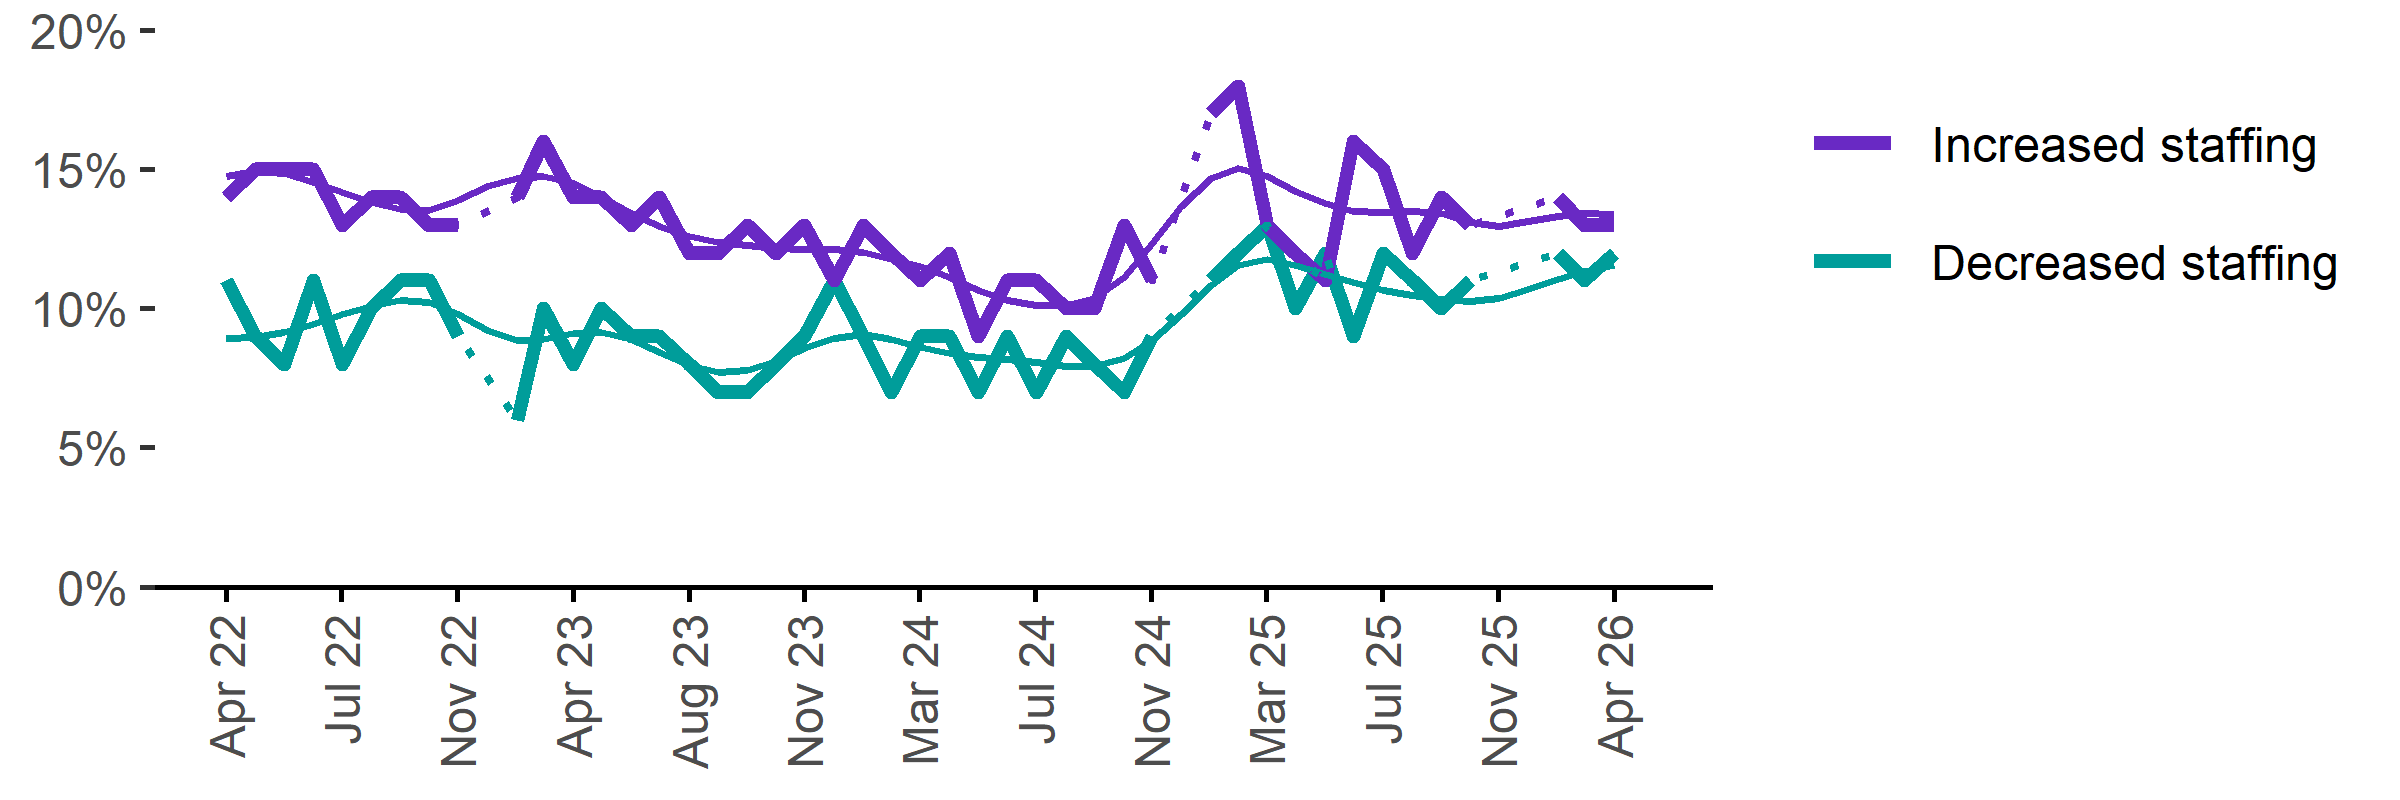 20%
15%
10%
5%
0%
Apr 22
Jul 22
Nov 22
Apr 23
Aug 23
Nov 23
Mar 24
Jul 24
Nov 24
Mar 25
Jul 25
Nov 25
Apr 26
Increased staffing
Decreased staffing